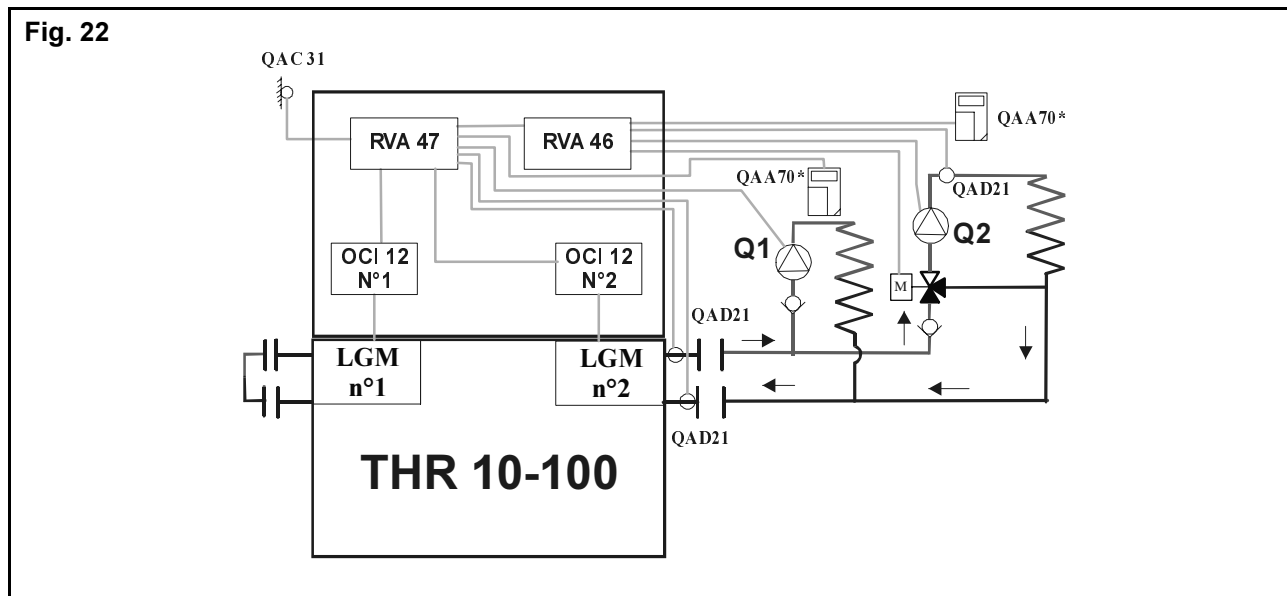 Fig. 22
QAC 31
RVA 47
RVA 46
QAA70*
QAA70*
QAD21
Q1
Q2
M
OCI 12
N°1
OCI 12
N°2
QAD21
LGM
n°1
LGM
n°2
QAD21
THR 10-100